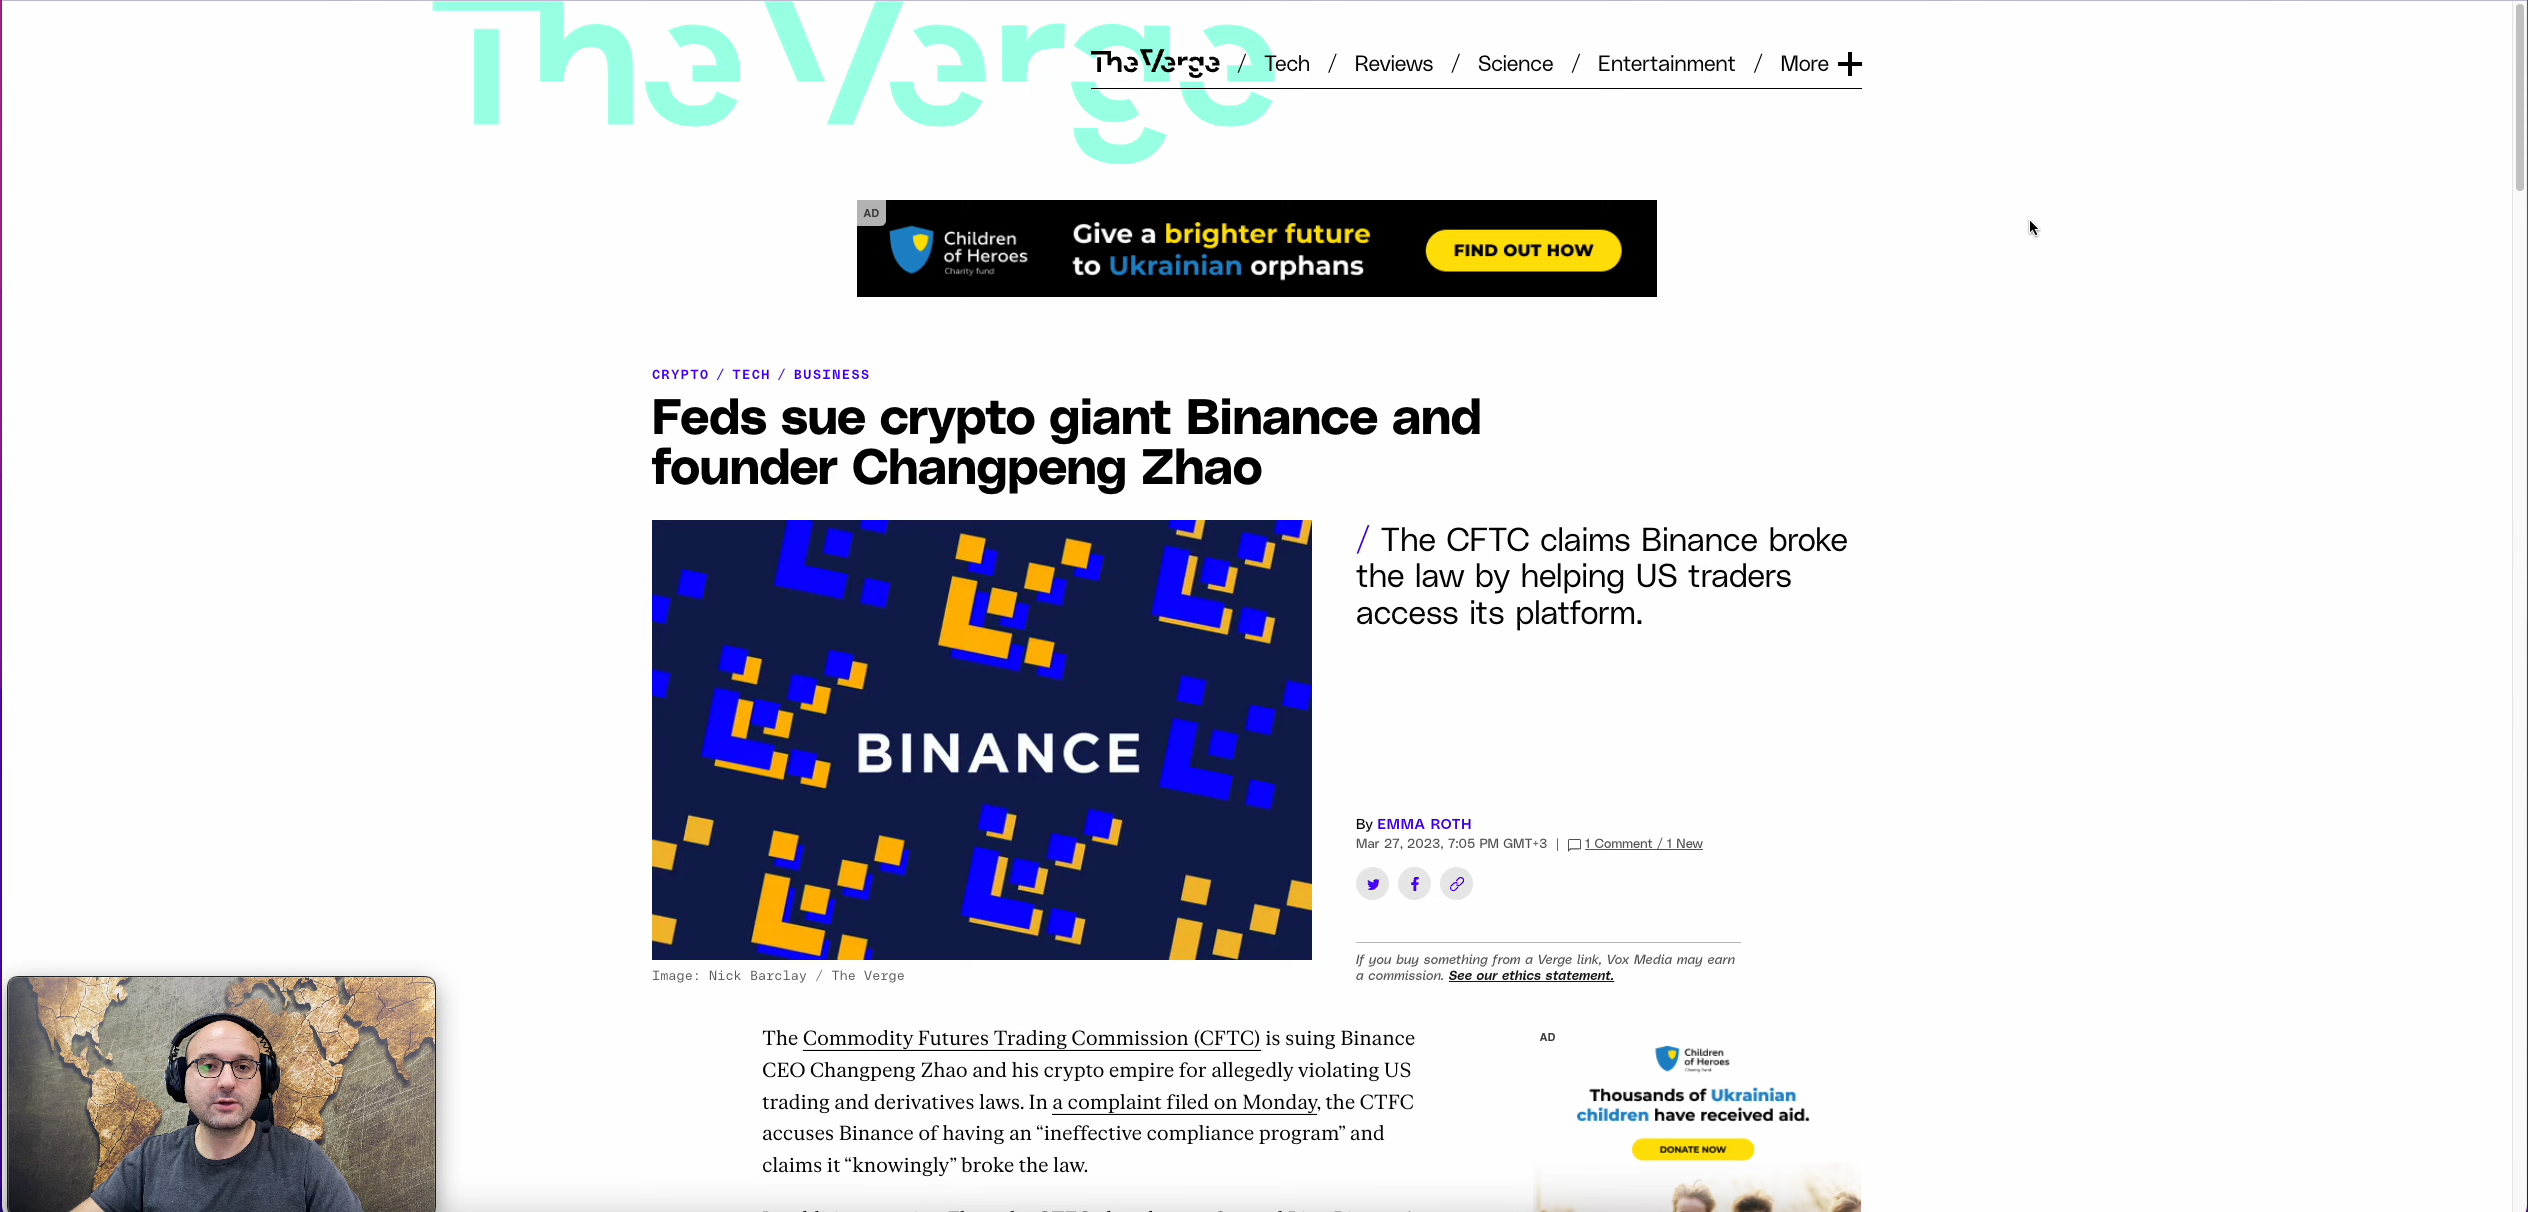 The Verge
The Verge / Tech / Reviews / Science / Entertainment / More
AD
Children
of Heroes
Charity fund
Give a brighter future
to Ukrainian orphans
FIND OUT HOW
CRYPTO / TECH / BUSINESS
Feds sue crypto giant Binance and
founder Changpeng Zhao
BINANCE
/ The CFTC claims Binance broke
the law by helping US traders
access its platform.
By EMMA ROTH
Mar 27, 2023, 7:05 PM GMT+3 | 1 Comment / 1 New
If you buy something from a Verge link, Vox Media may earn
a commission. See our ethics statement.
Image: Nick Barclay / The Verge
The Commodity Futures Trading Commission (CFTC) is suing Binance
CEO Changpeng Zhao and his crypto empire for allegedly violating US
trading and derivatives laws. In a complaint filed on Monday, the CTFC
accuses Binance of having an “ineffective compliance program” and
claims it “knowingly” broke the law.
AD
Children
of Heroes
Charity fund
Thousands of Ukrainian
children have received aid.
DONATE NOW